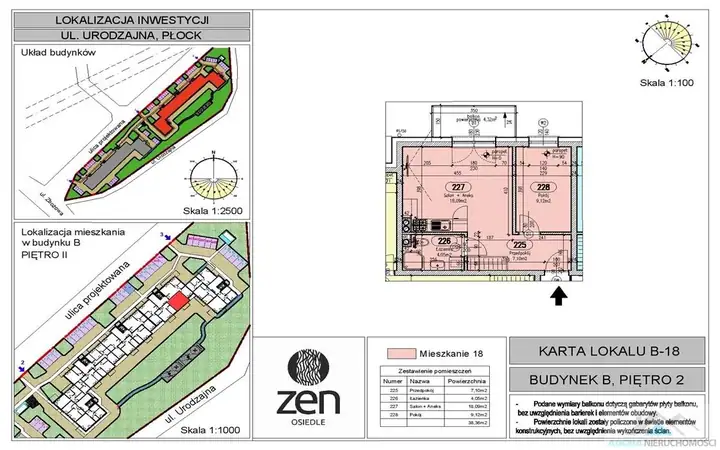 LOKALIZACJA INWESTYCJI
UL. URODZAJNA, PŁOCK
Układ budynków
ulica projektowana
ul. Urodzajna
ul. Zbożowa
N
Skala 1:2500
Lokalizacja mieszkania
w budynku B
PIĘTRO II
3
ulica projektowana
2
ul. Urodzajna
Skala 1:1000
Skala 1:100
balkon
227
Salon + Aneks
18,09m2
228
Pokój
9,12m2
226
Łazienka
4,05m2
225
Przedpokój
7,10m2
zen
OSIEDLE
Mieszkanie 18
Zestawienie pomieszczeń
Numer Nazwa Powierzchnia
225 Przedpokój 7,10m2
226 Łazienka 4,05m2
227 Salon + Aneks 18,09m2
228 Pokój 9,12m2
38,36m2
KARTA LOKALU B-18
BUDYNEK B, PIĘTRO 2
- Podane wymiary balkonu dotyczą gabarytów płyty balkonu,
bez uwzględnienia barierek i elementów obudowy.
- Powierzchnie lokali zostały policzone w świetle elementów
konstrukcyjnych, bez uwzględnienia wykończenia ścian.
NIERUCHOMOŚCI